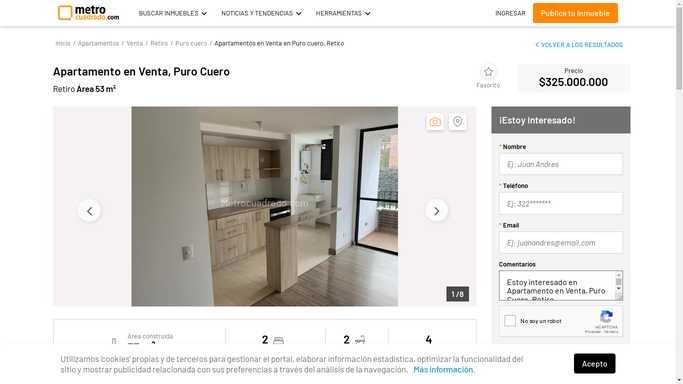 metro
cuadrado.com
BUSCAR INMUEBLES
NOTICIAS Y TENDENCIAS
HERRAMIENTAS
INGRESAR
Publica tu Inmueble
Inicio / Apartamentos / Venta / Retiro / Puro cuero / Apartamentos en Venta en Puro cuero, Retiro
VOLVER A LOS RESULTADOS
Apartamento en Venta, Puro Cuero
Retiro Área 53 m²
Favorito
Precio
$325.000.000
Metrocuadrado.com
1 / 8
¡Estoy Interesado!
* Nombre
Ej: Juan Andres
* Teléfono
Ej: 322*******
* Email
Ej: juanandres@email.com
Comentarios
Estoy interesado en
Apartamento en Venta, Puro
Cuero, Retiro
No soy un robot
reCAPTCHA
Privacidad - Términos
Área construida
2
2
4
Utilizamos 'cookies' propias y de terceros para gestionar el portal, elaborar información estadística, optimizar la funcionalidad del
sitio y mostrar publicidad relacionada con sus preferencias a través del análisis de la navegación. Más información.
Acepto